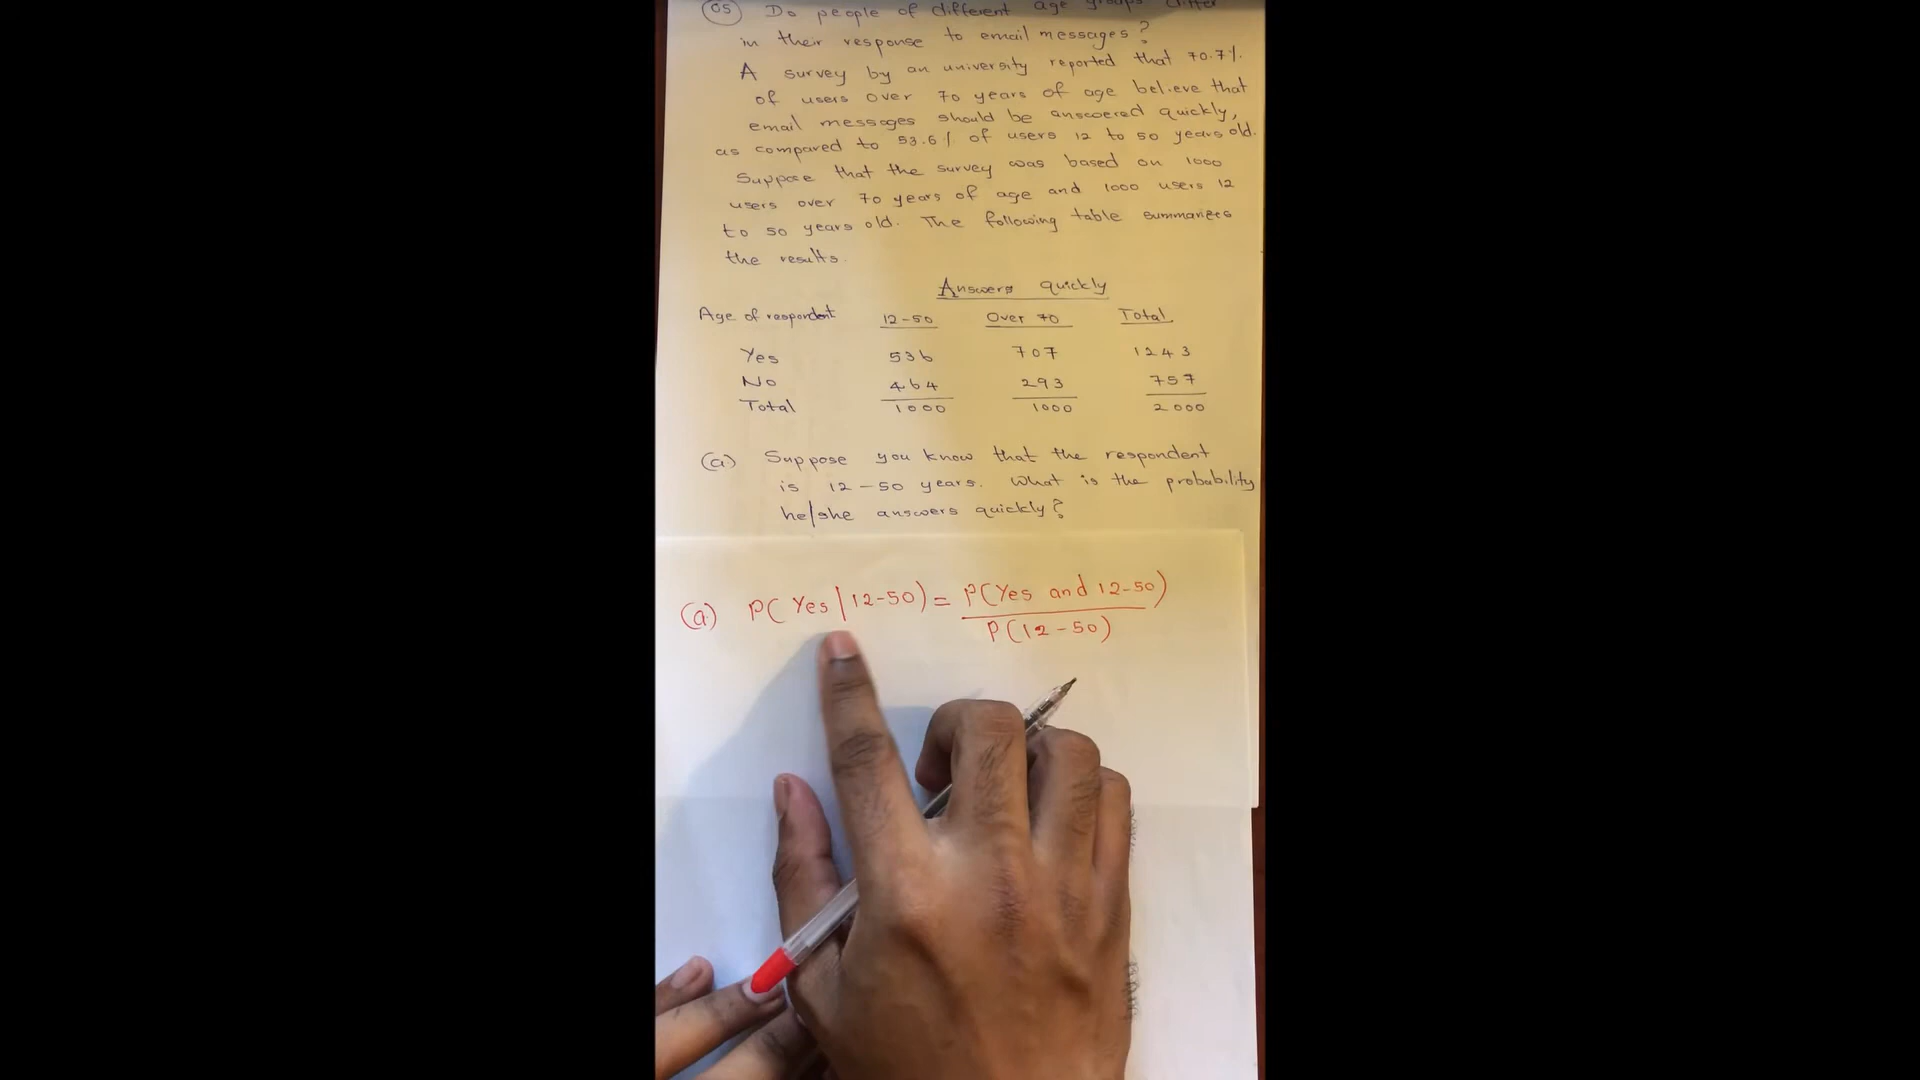 05 Do people of different age groups differ
in their response to email messages?
A survey by an university reported that 70.7%
of users over 70 years of age believe that
email messages should be answered quickly,
as compared to 53.6% of users 12 to 50 years old.
Suppose that the survey was based on 1000
users over 70 years of age and 1000 users 12
to 50 years old. The following table summarizes
the results.
Answers quickly
Age of respondent 12-50 Over 70 Total
Yes 536 707 1243
No 464 293 757
Total 1000 1000 2000
(a) Suppose you know that the respondent
is 12-50 years. What is the probability
he/she answers quickly?
(a) P(Yes|12-50) = P(Yes and 12-50)
P(12-50)